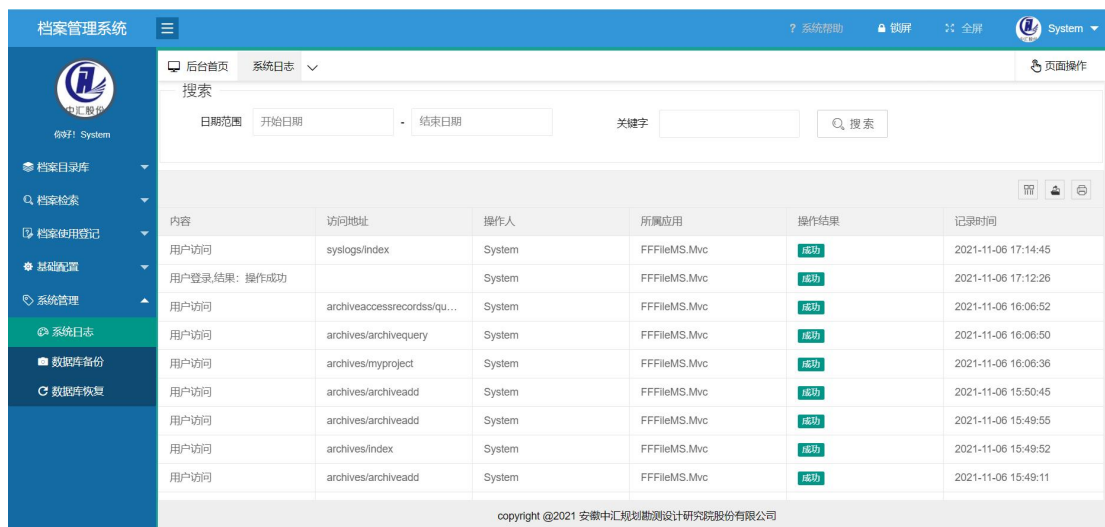 档案管理系统
? 系统帮助 锁屏 全屏 System
中汇股份
你好! System
后台首页 系统日志 页面操作
搜索
日期范围 开始日期 - 结束日期 关键字 搜索
档案目录库
档案检索
档案使用登记
基础配置
系统管理
系统日志
数据库备份
数据库恢复
内容 访问地址 操作人 所属应用 操作结果 记录时间
用户访问 syslogs/index System FFFileMS.Mvc 成功 2021-11-06 17:14:45
用户登录,结果：操作成功 System FFFileMS.Mvc 成功 2021-11-06 17:12:26
用户访问 archiveaccessrecordss/qu... System FFFileMS.Mvc 成功 2021-11-06 16:06:52
用户访问 archives/archivequery System FFFileMS.Mvc 成功 2021-11-06 16:06:50
用户访问 archives/myproject System FFFileMS.Mvc 成功 2021-11-06 16:06:36
用户访问 archives/archiveadd System FFFileMS.Mvc 成功 2021-11-06 15:50:45
用户访问 archives/archiveadd System FFFileMS.Mvc 成功 2021-11-06 15:49:55
用户访问 archives/index System FFFileMS.Mvc 成功 2021-11-06 15:49:52
用户访问 archives/archiveadd System FFFileMS.Mvc 成功 2021-11-06 15:49:11
copyright @2021 安徽中汇规划勘测设计研究院股份有限公司